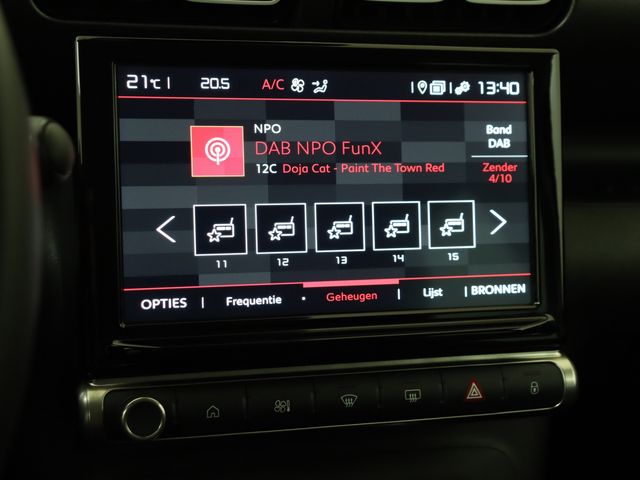 21°C | 20.5 A/C 13:40
NPO
DAB NPO FunX
12C Doja Cat - Paint The Town Red
Band
DAB
Zender
4/10
11 12 13 14 15
OPTIES | Frequentie • Geheugen | Lijst | BRONNEN